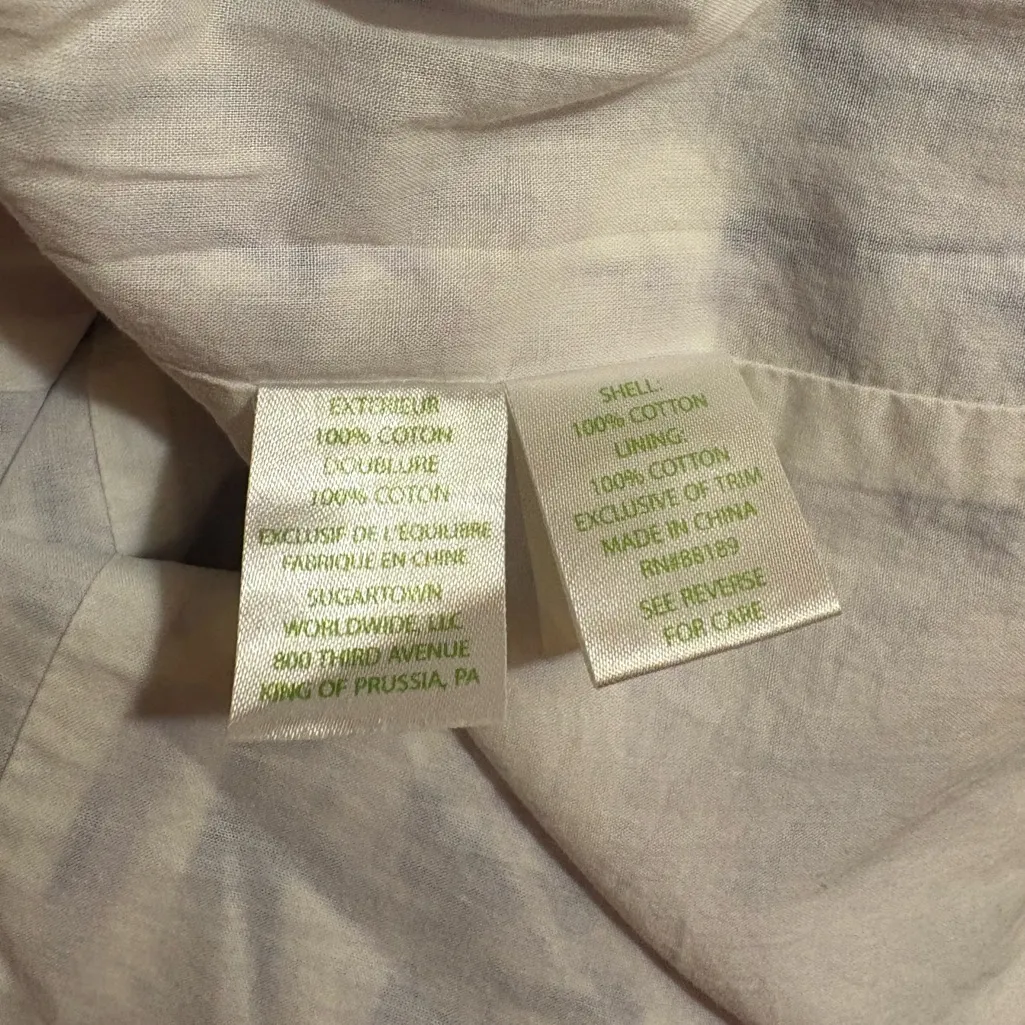 EXTERIEUR
100% COTON
DOUBLURE
100% COTON
EXCLUSIF DE L'ÉQUILIBRE
FABRIQUE EN CHINE
SUGARTOWN
WORLDWIDE, LLC
800 THIRD AVENUE
KING OF PRUSSIA, PA
SHELL:
100% COTTON
LINING:
100% COTTON
EXCLUSIVE OF TRIM
MADE IN CHINA
RN#88189
SEE REVERSE
FOR CARE